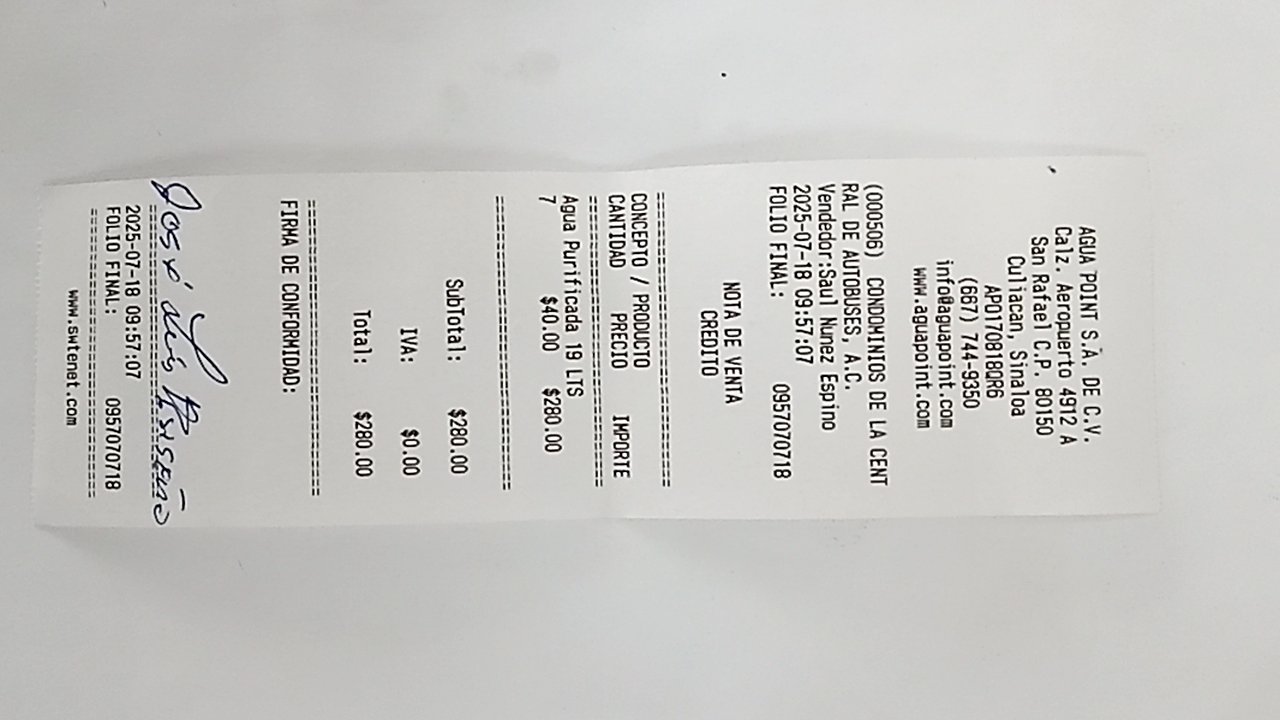 AGUA POINT S.A. DE C.V.
Calz. Aeropuerto 4912 A
San Rafael C.P. 80150
Culiacan, Sinaloa
APO170818QR6
(667) 744-9350
info@aguapoint.com
www.aguapoint.com
(000506) CONDOMINIOS DE LA CENT
RAL DE AUTOBUSES, A.C.
Vendedor:Saul Nunez Espino
2025-07-18 09:57:07
FOLIO FINAL: 0957070718
NOTA DE VENTA
CREDITO
==============================
CONCEPTO / PRODUCTO
CANTIDAD PRECIO IMPORTE
==============================
Agua Purificada 19 LTS
7 $40.00 $280.00
==============================
SubTotal: $280.00
IVA: $0.00
Total: $280.00
==============================
FIRMA DE CONFORMIDAD:
José Luis Briseño
==============================
2025-07-18 09:57:07
FOLIO FINAL: 0957070718
==============================
www.swtenet.com